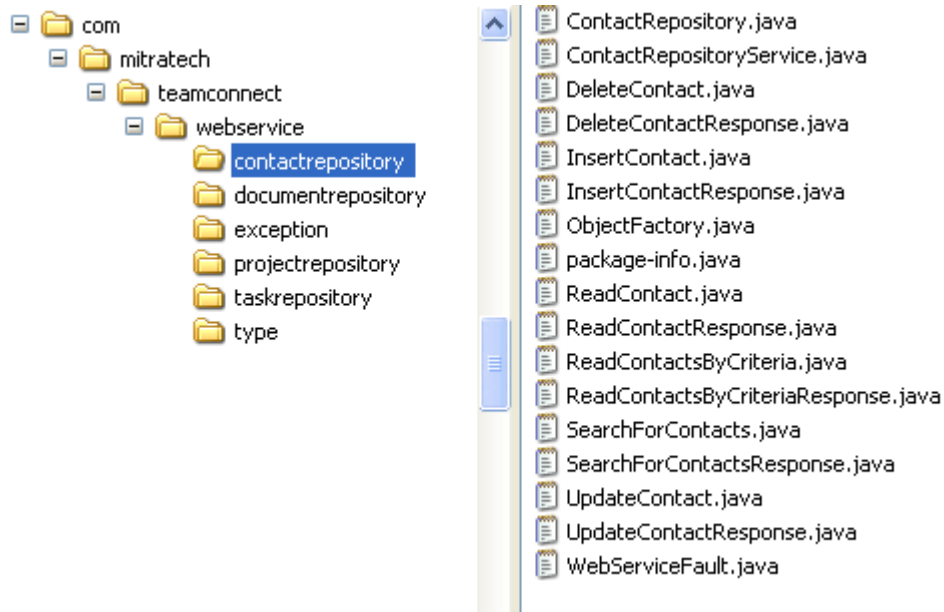 com
mitratech
teamconnect
webservice
contactrepository
documentrepository
exception
projectrepository
taskrepository
type
ContactRepository.java
ContactRepositoryService.java
DeleteContact.java
DeleteContactResponse.java
InsertContact.java
InsertContactResponse.java
ObjectFactory.java
package-info.java
ReadContact.java
ReadContactResponse.java
ReadContactsByCriteria.java
ReadContactsByCriteriaResponse.java
SearchForContacts.java
SearchForContactsResponse.java
UpdateContact.java
UpdateContactResponse.java
WebServiceFault.java